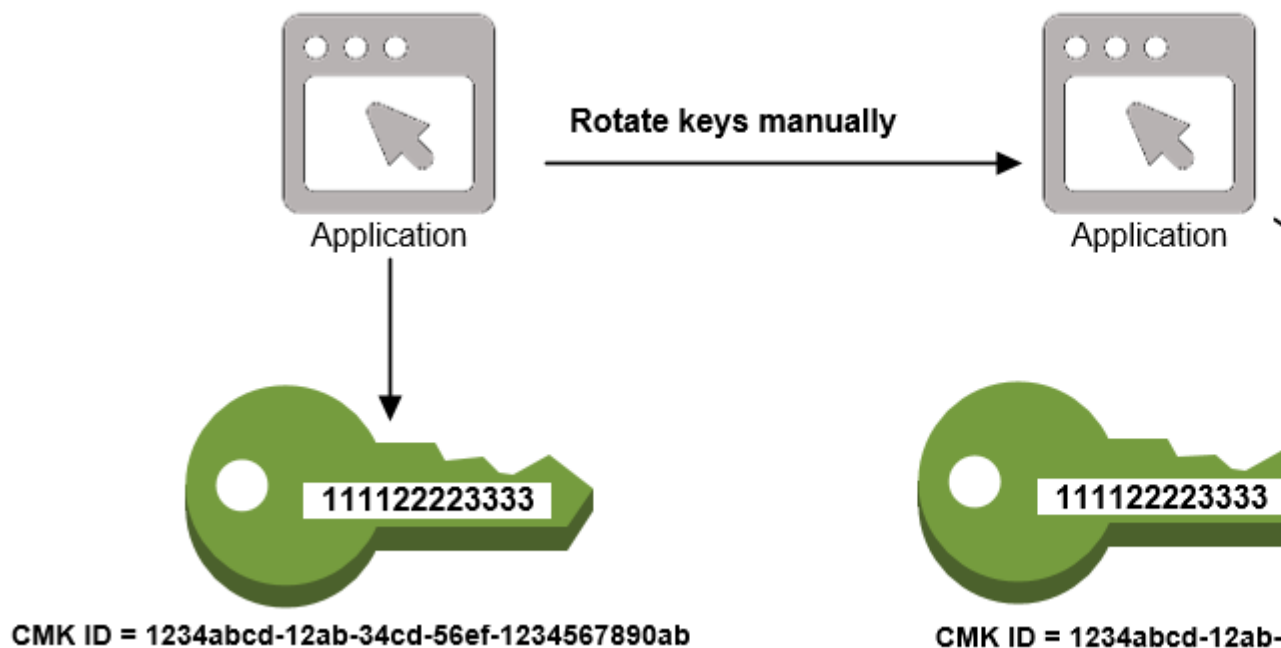 Rotate keys manually
Application
Application
111122223333
111122223333
CMK ID = 1234abcd-12ab-34cd-56ef-1234567890ab
CMK ID = 1234abcd-12ab-